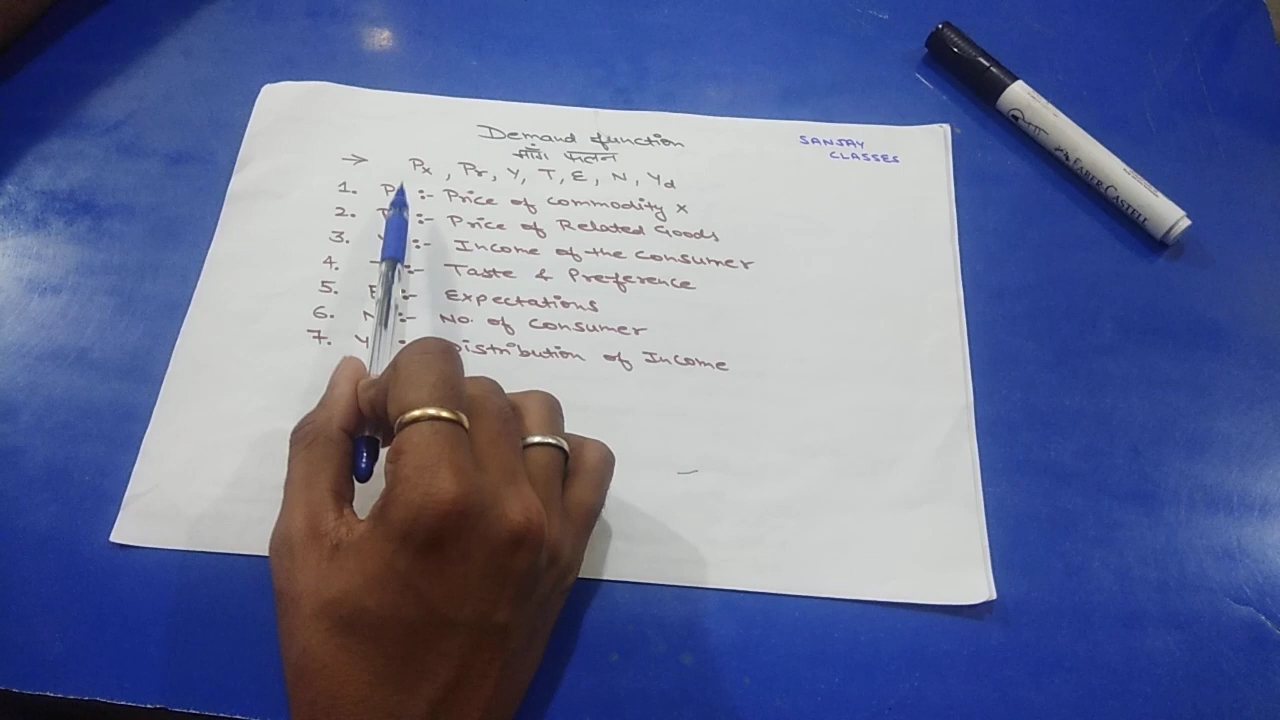 Demand function
माँग फलन
SANJAY
CLASSES
→ Px, Pr, Y, T, E, N, Yd
1. P :- Price of commodity x
2. :- Price of Related Goods
3. Y :- Income of the consumer
4. T :- Taste & Preference
5. E :- Expectations
6. N :- No. of consumer
7. Y : Distribution of Income
FABER-CASTELL